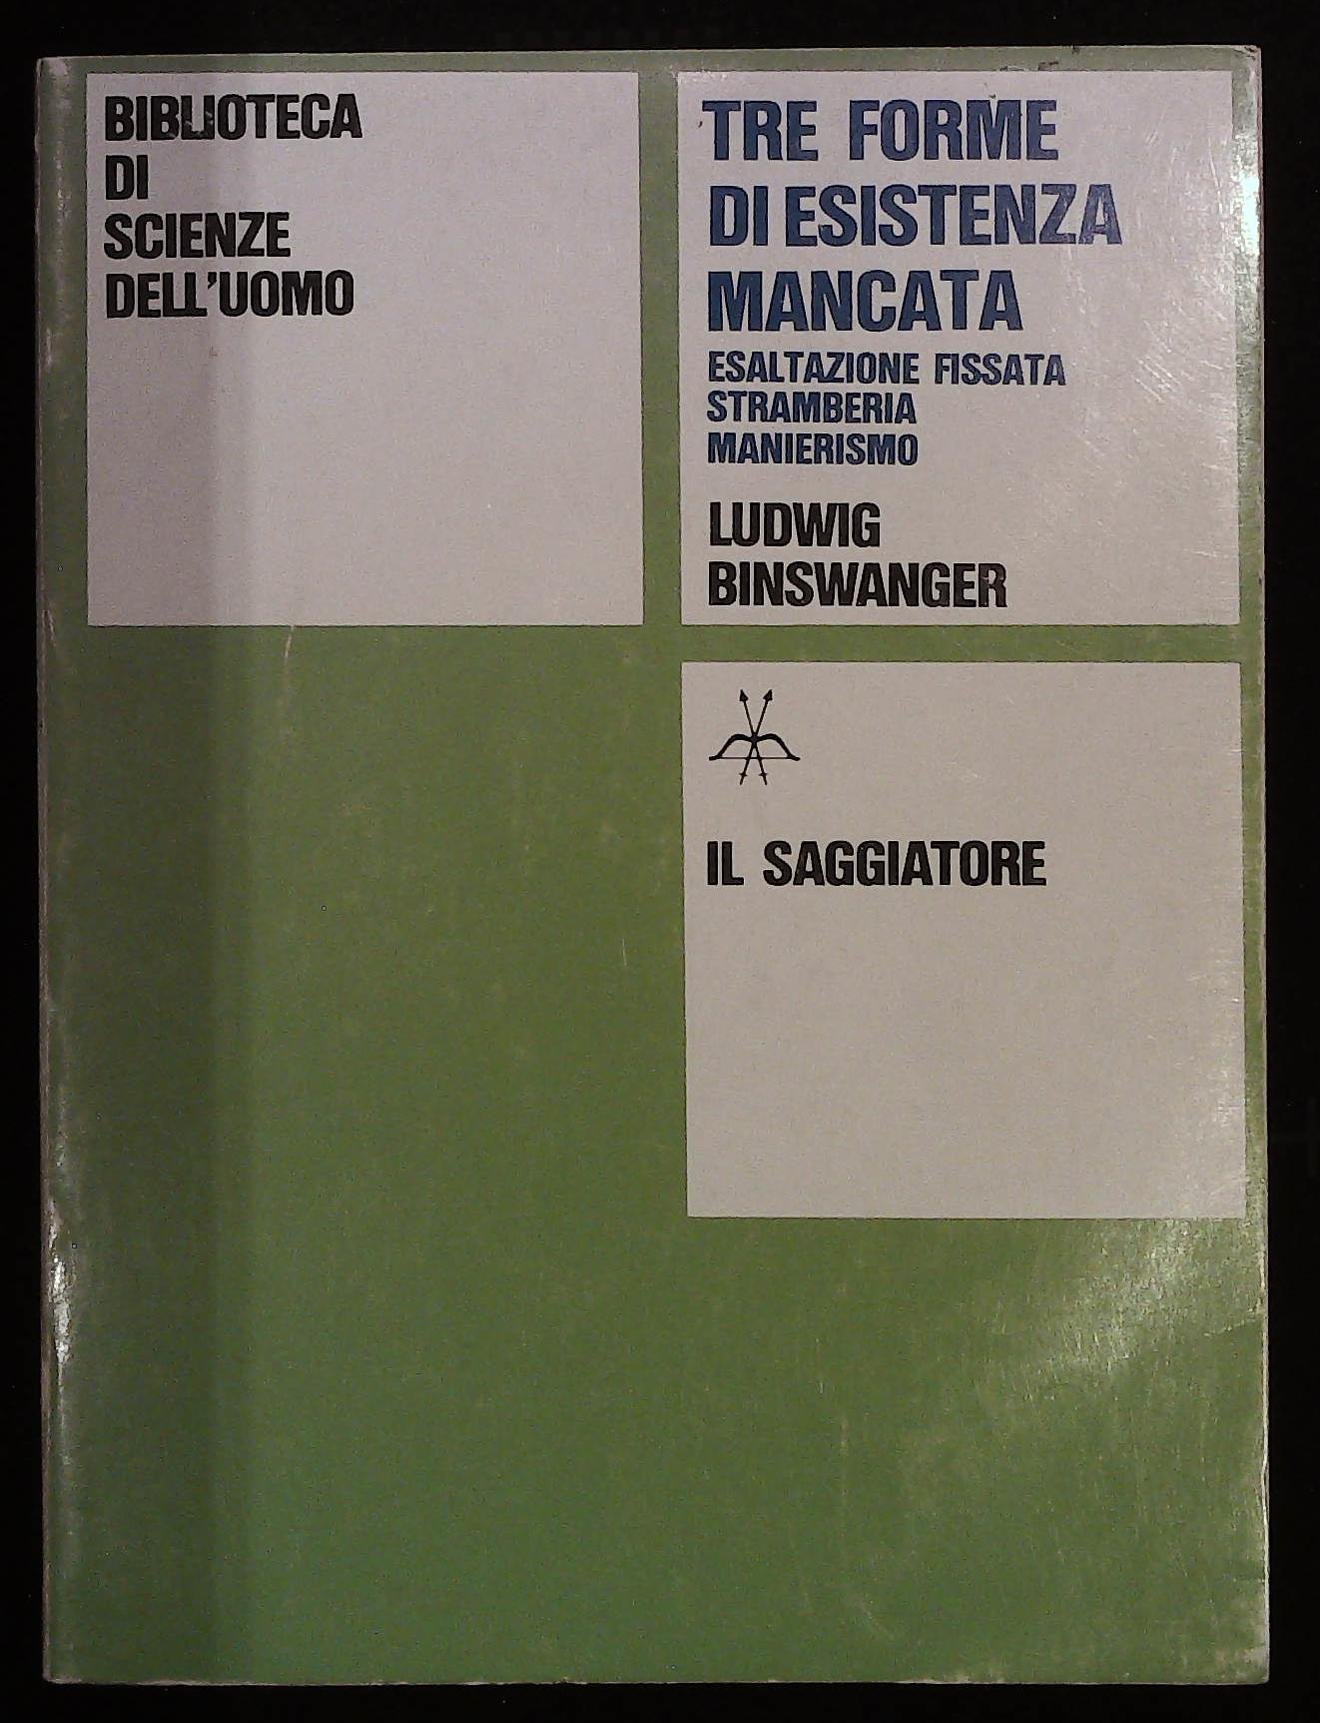 BIBLIOTECA
DI
SCIENZE
DELL'UOMO
TRE FORME
DI ESISTENZA
MANCATA
ESALTAZIONE FISSATA
STRAMBERIA
MANIERISMO
LUDWIG
BINSWANGER
IL SAGGIATORE